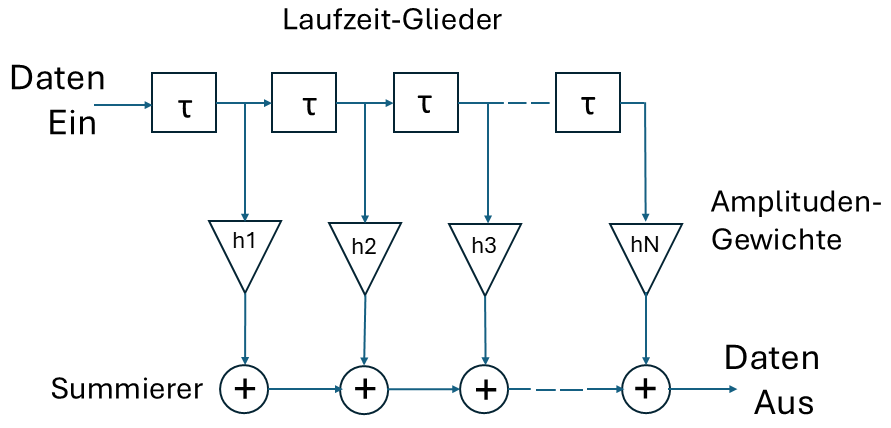 Laufzeit-Glieder
Daten
Ein
τ
τ
τ
τ
h1
h2
h3
hN
Amplituden-
Gewichte
Summierer
+
+
+
+
Daten
Aus